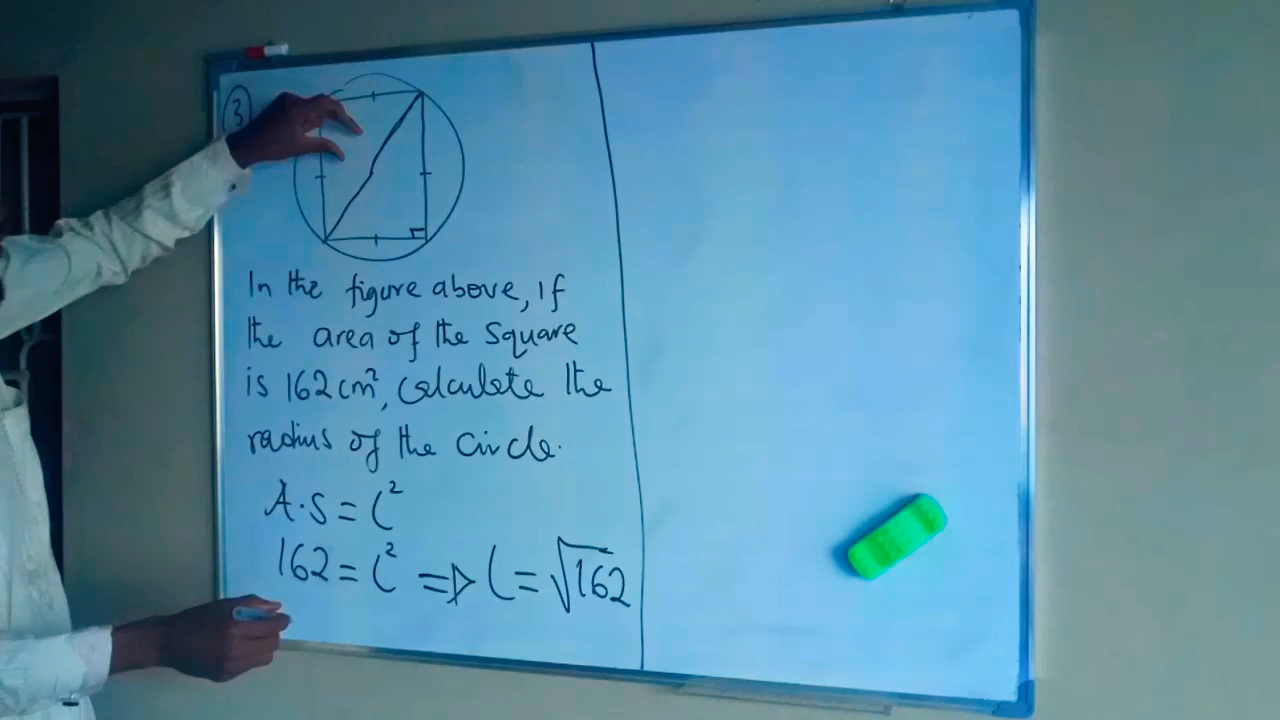 3
In the figure above, if
the area of the square
is 162cm², calculate the
radius of the circle.
A.S = l²
162 = l² ⇒ l = √162